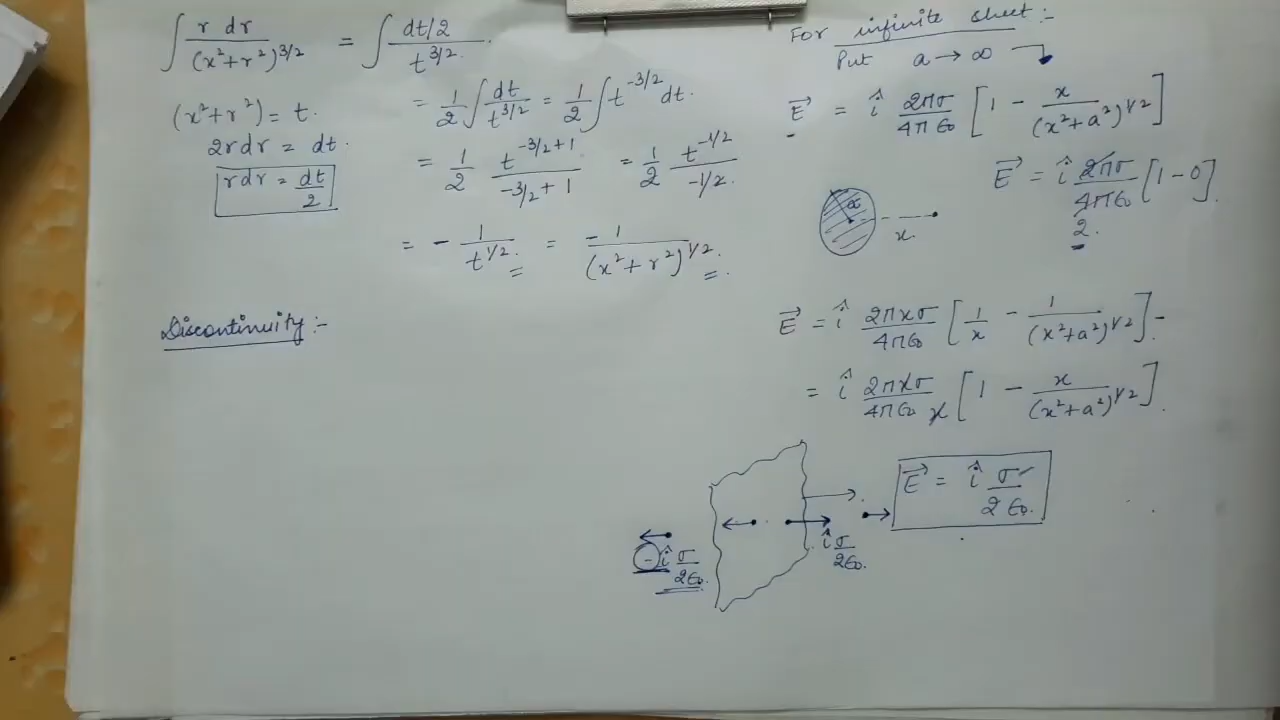 ∫ r dr / (x²+r²)^3/2 = ∫ dt/2 / t^3/2.
(x²+r²) = t.
2rdr = dt.
rdr = dt/2
= 1/2 ∫ dt/t^3/2 = 1/2 ∫ t^-3/2 dt.
= 1/2 t^-3/2+1 / -3/2+1 = 1/2 t^-1/2 / -1/2.
= - 1/t^1/2 = -1/(x²+r²)^1/2.
Discontinuity:-
For infinite sheet:-
Put a→∞
E⃗ = î 2πσ/4πε₀ [1 - x/(x²+a²)^1/2]
E⃗ = î 2πσ/4πε₀ [1-0].
2.
x.
E⃗ = î 2πxσ/4πε₀ [1/x - 1/(x²+a²)^1/2].
= î 2πxσ/4πε₀ x [1 - x/(x²+a²)^1/2].
E⃗ = î σ/2ε₀.
î σ/2ε₀.
-î σ/2ε₀.